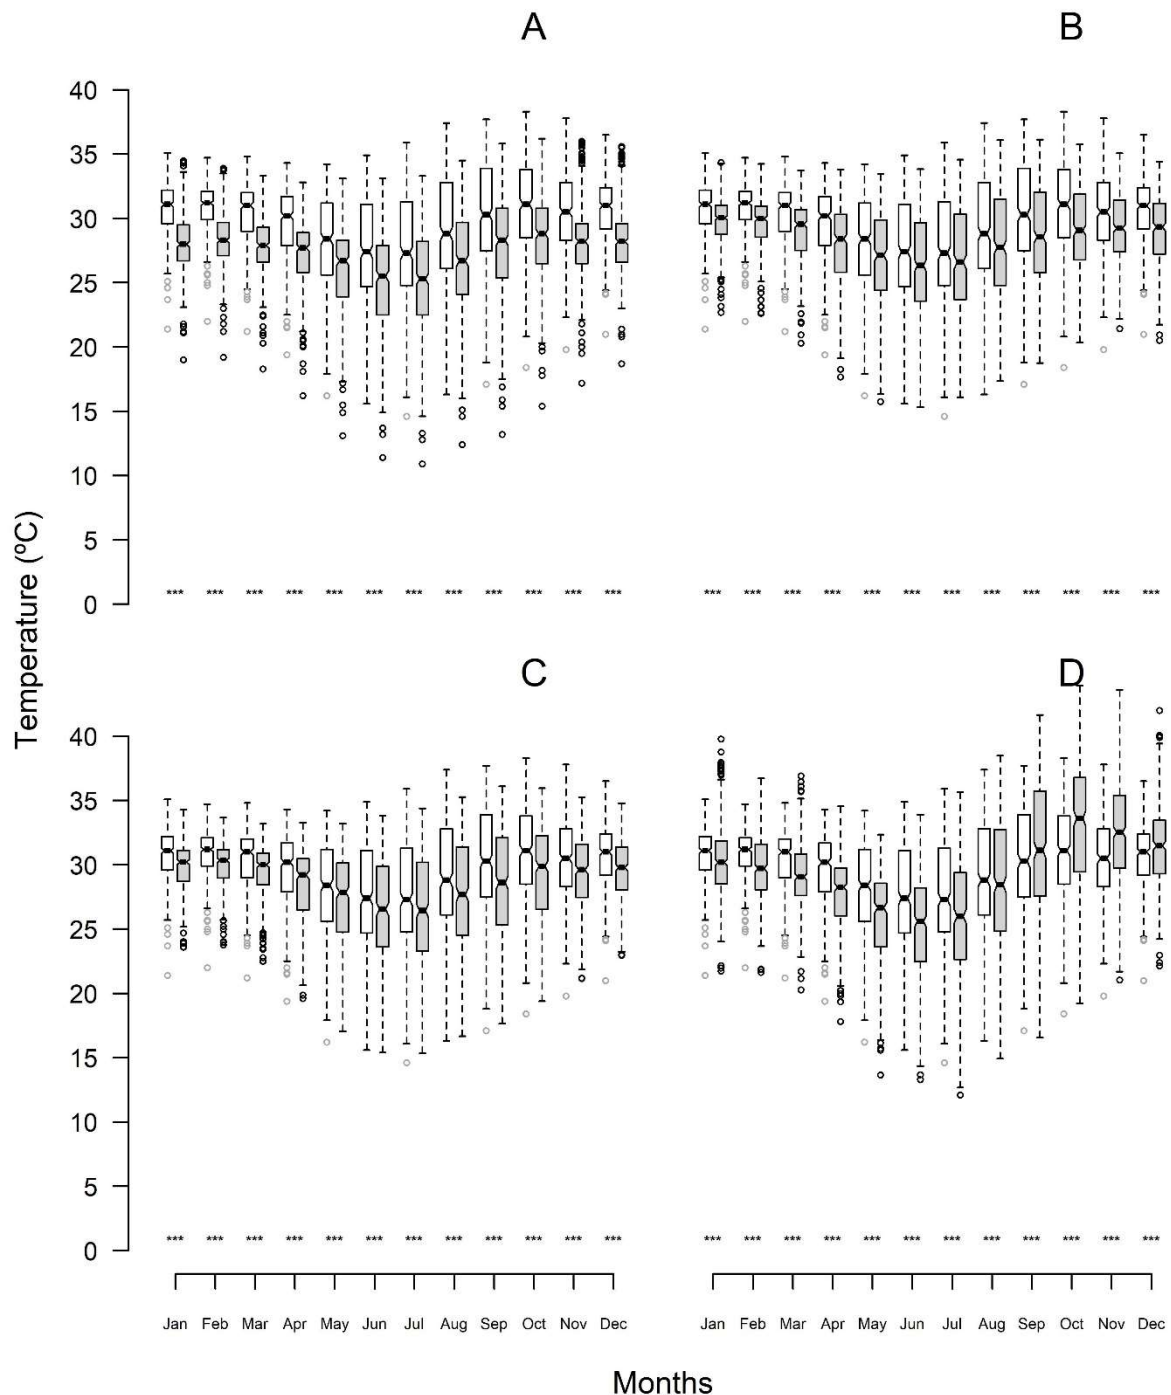 A B
40
35
30
25
20
15
10
5
0
*** *** *** *** *** *** *** *** *** *** *** *** *** *** *** *** *** *** *** *** *** *** *** ***
Temperature (ºC)
C D
40
35
30
25
20
15
10
5
0
*** *** *** *** *** *** *** *** *** *** *** *** *** *** *** *** *** *** *** *** *** *** *** ***
Jan Feb Mar Apr May Jun Jul Aug Sep Oct Nov Dec Jan Feb Mar Apr May Jun Jul Aug Sep Oct Nov Dec
Months